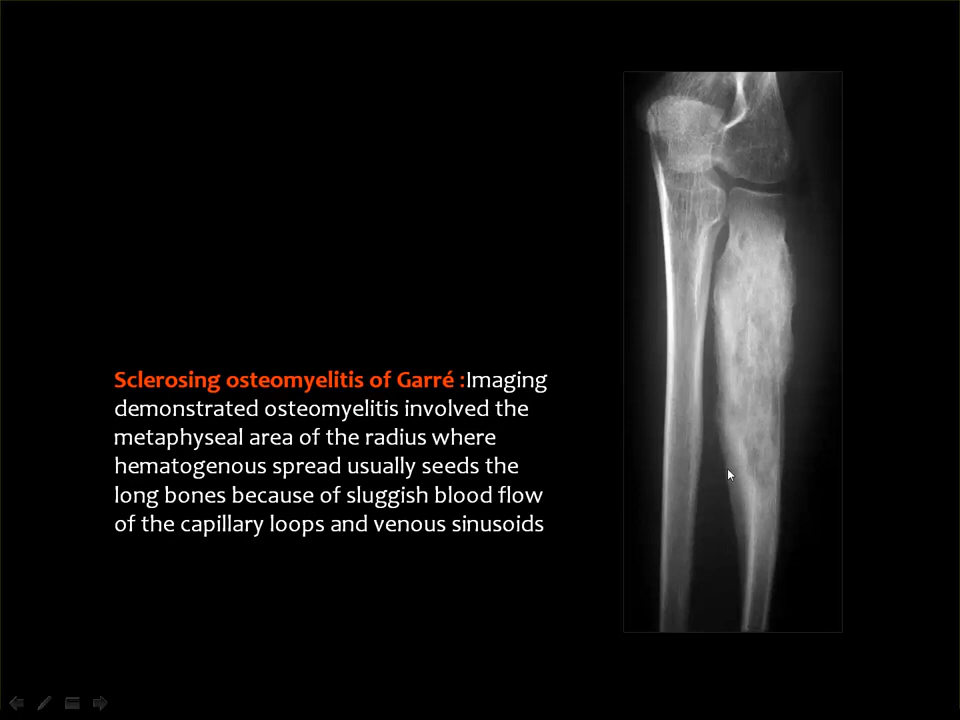 Sclerosing osteomyelitis of Garré :Imaging
demonstrated osteomyelitis involved the
metaphyseal area of the radius where
hematogenous spread usually seeds the
long bones because of sluggish blood flow
of the capillary loops and venous sinusoids